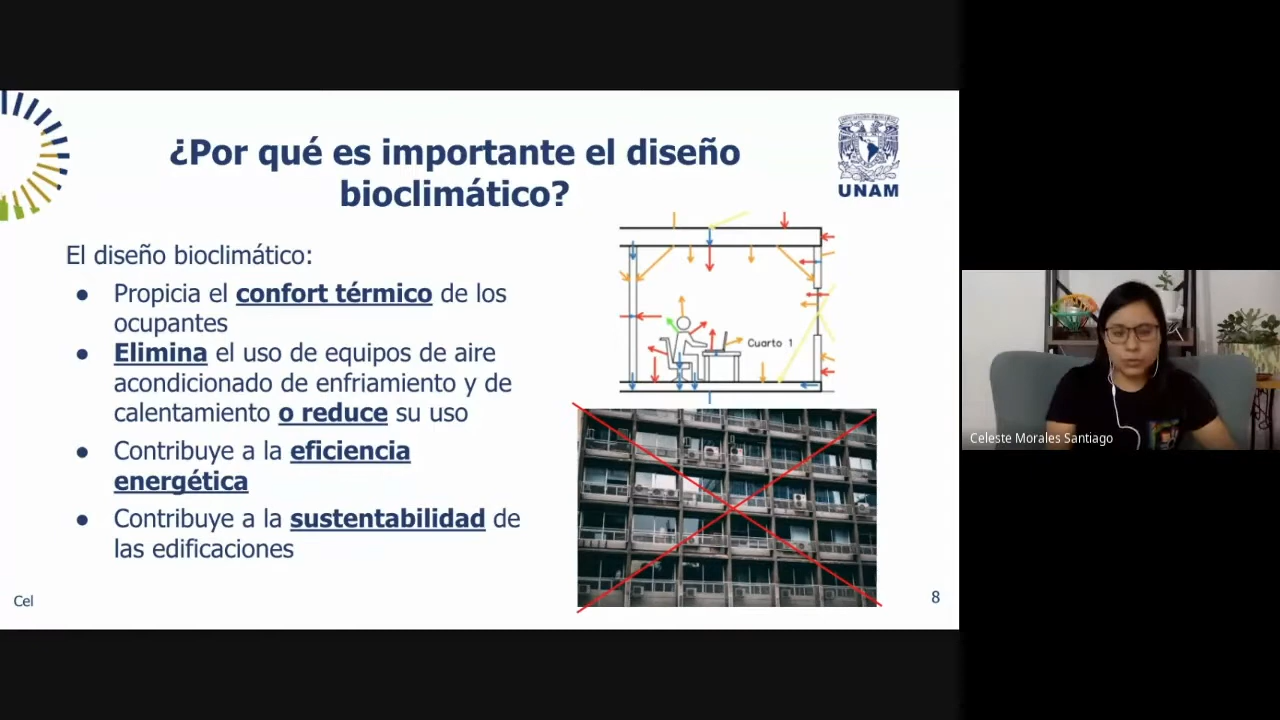 ¿Por qué es importante el diseño
bioclimático?
UNAM
El diseño bioclimático:
● Propicia el confort térmico de los
ocupantes
● Elimina el uso de equipos de aire
acondicionado de enfriamiento y de
calentamiento o reduce su uso
● Contribuye a la eficiencia
energética
● Contribuye a la sustentabilidad de
las edificaciones
Cuarto 1
Cel
8
Celeste Morales Santiago